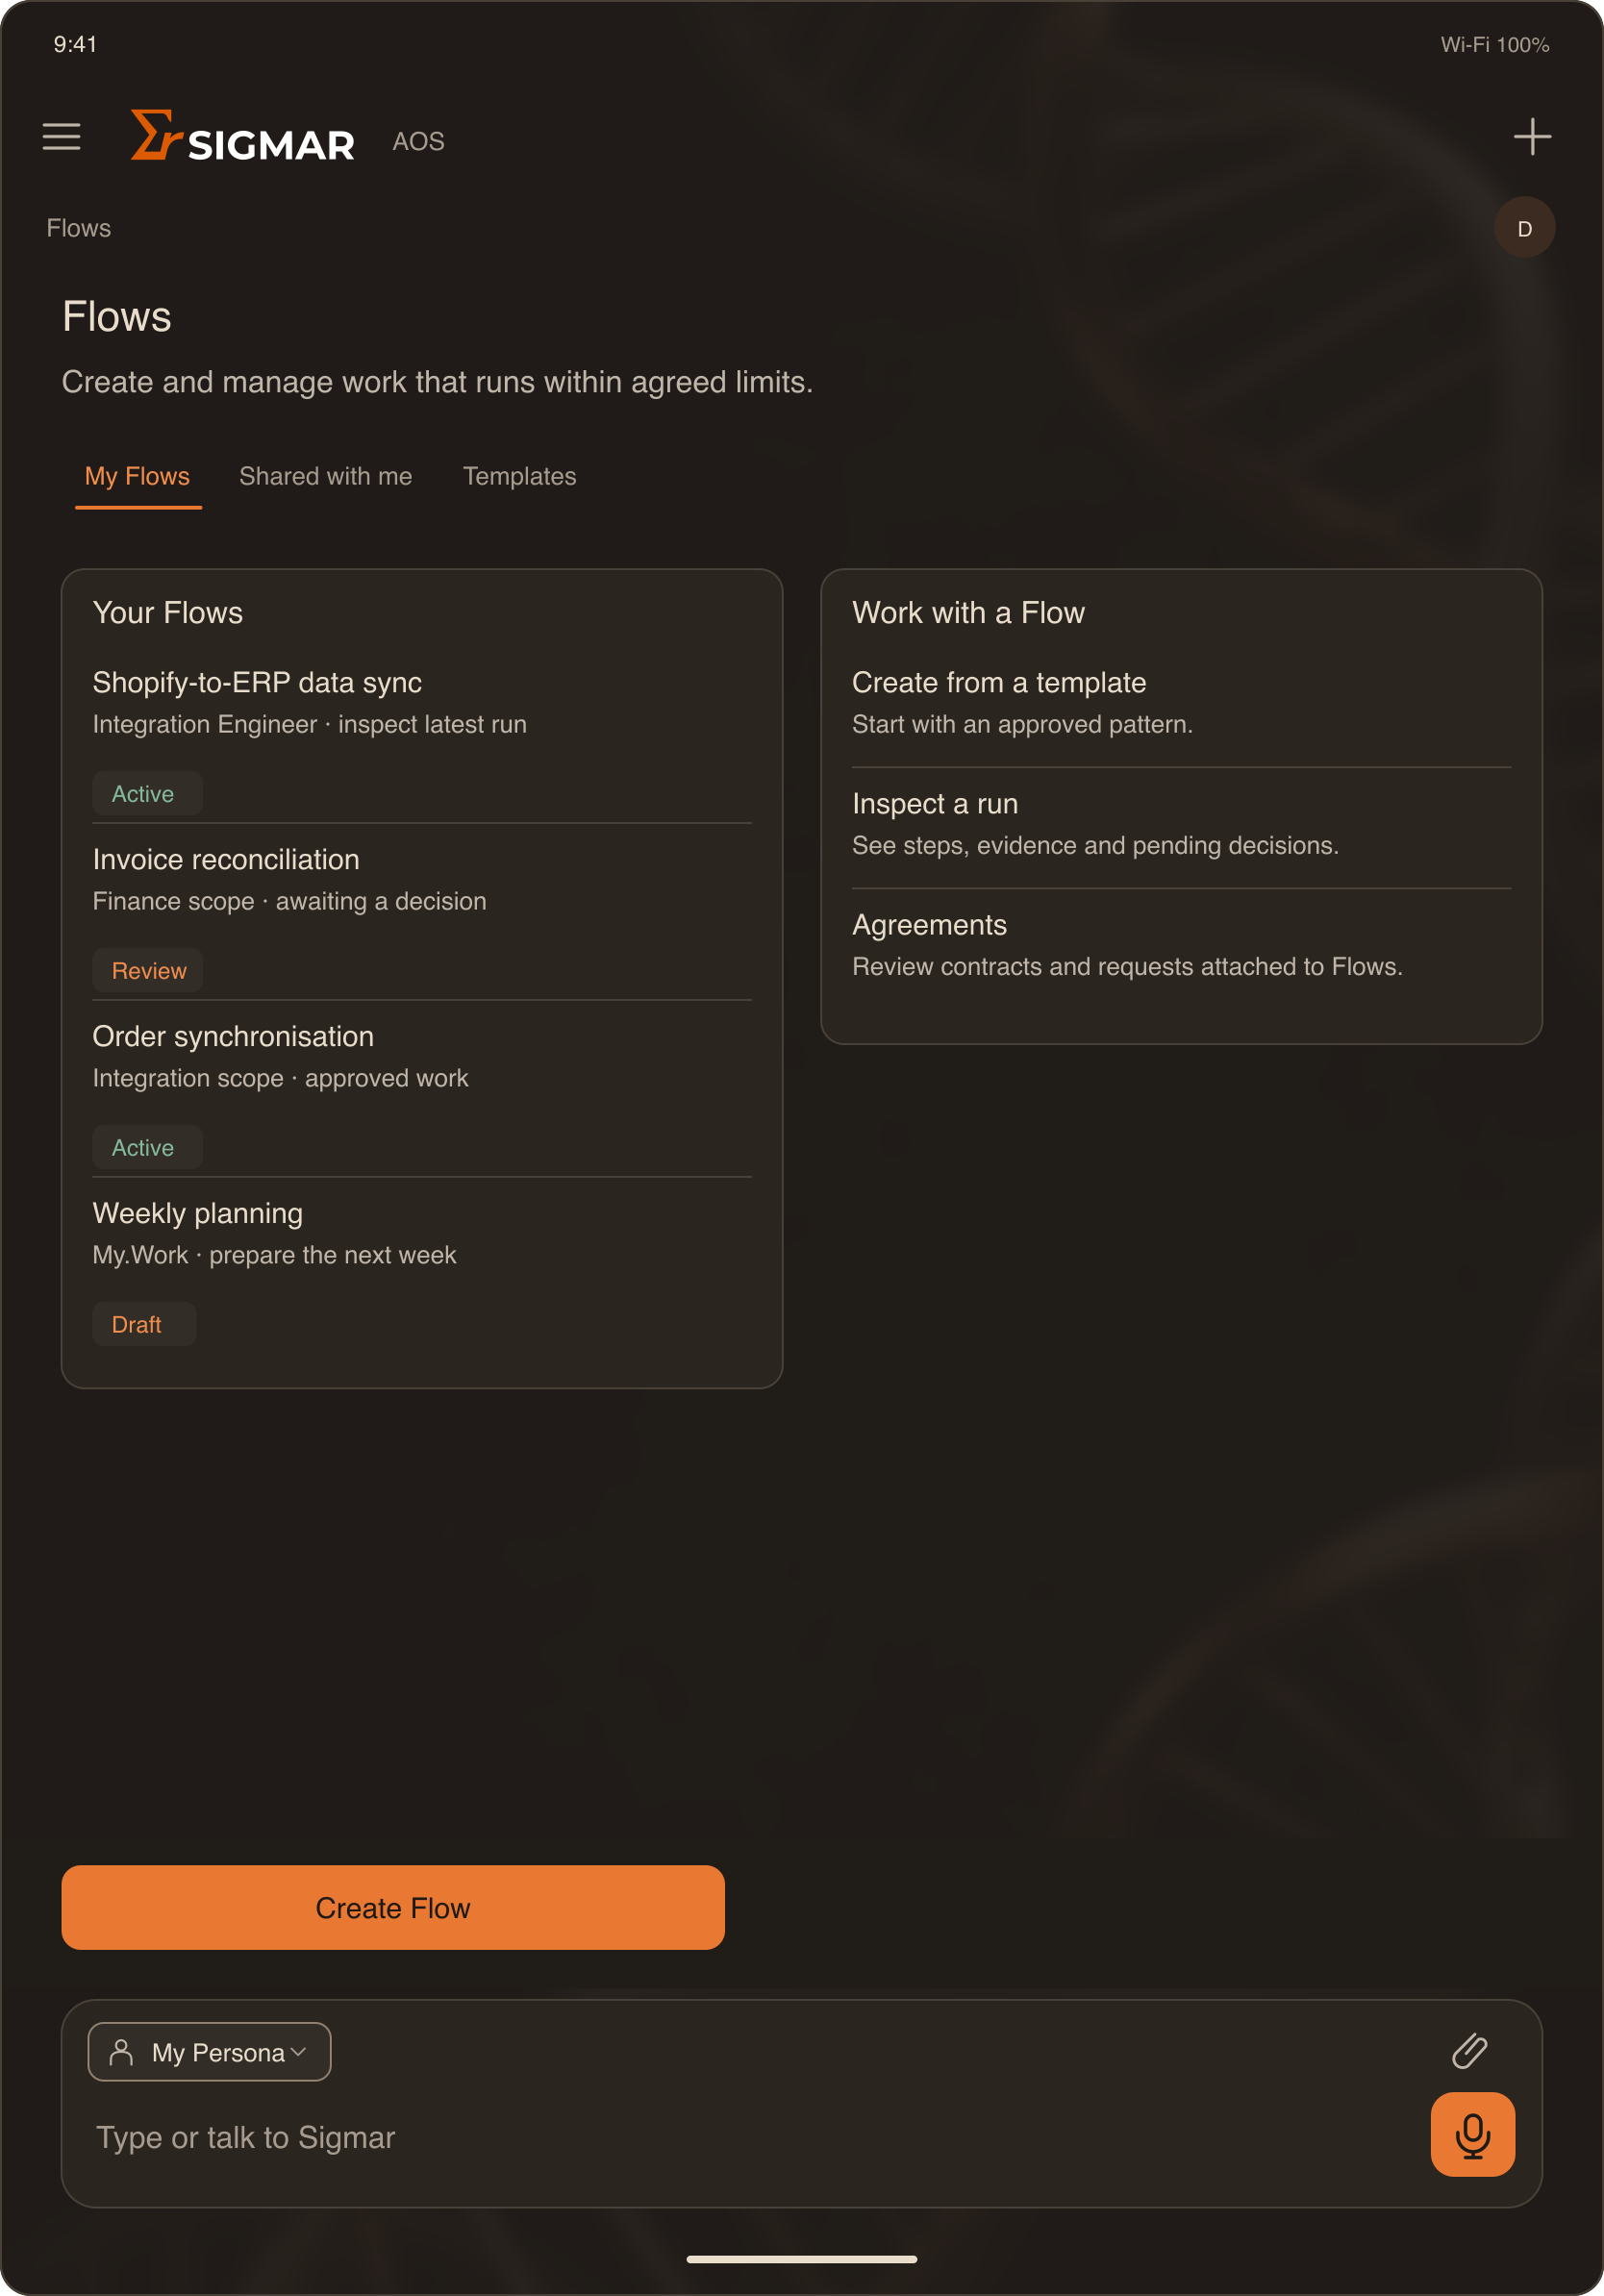 9:41
Wi-Fi 100%
Σr SIGMAR AOS
Flows
D
Flows
Create and manage work that runs within agreed limits.
My Flows
Shared with me
Templates
Your Flows
Shopify-to-ERP data sync
Integration Engineer · inspect latest run
Active
Invoice reconciliation
Finance scope · awaiting a decision
Review
Order synchronisation
Integration scope · approved work
Active
Weekly planning
My.Work · prepare the next week
Draft
Work with a Flow
Create from a template
Start with an approved pattern.
Inspect a run
See steps, evidence and pending decisions.
Agreements
Review contracts and requests attached to Flows.
Create Flow
My Persona
Type or talk to Sigmar